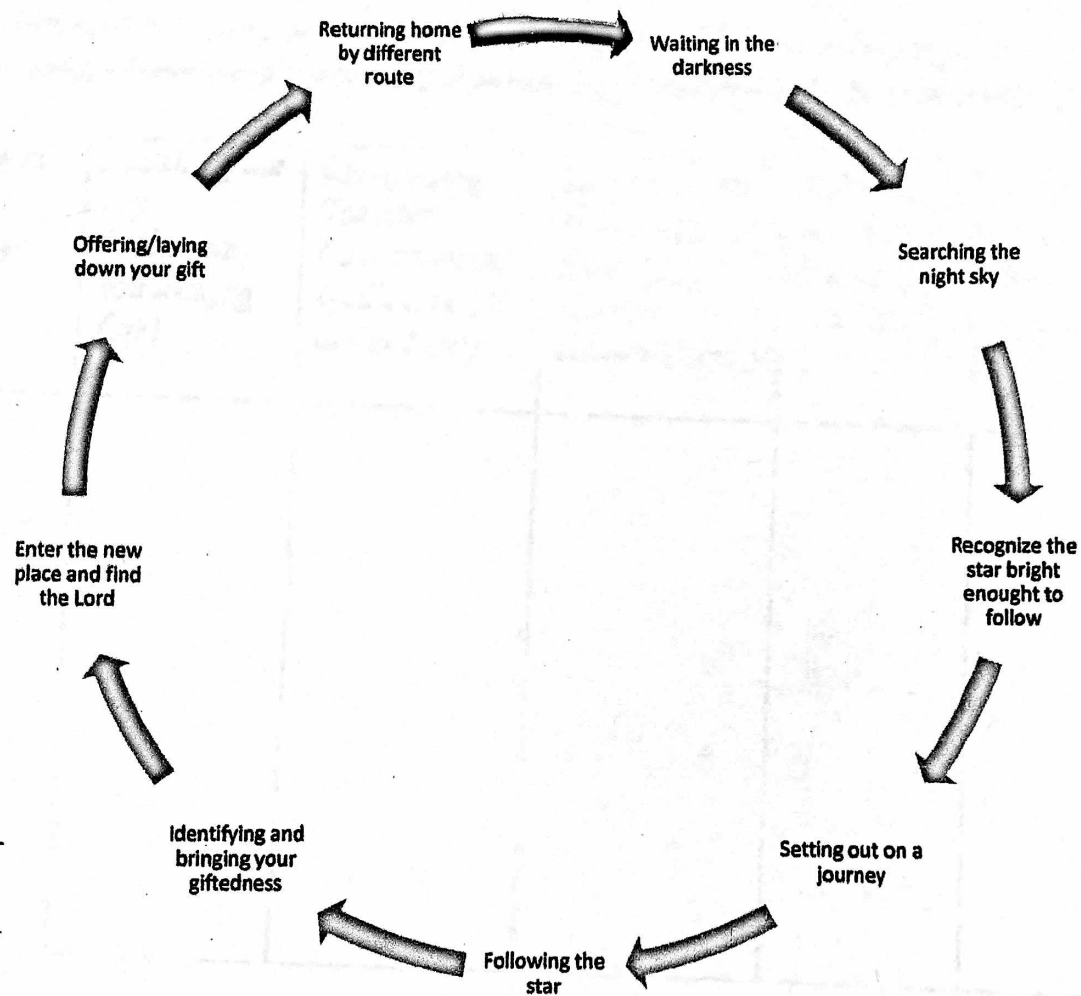 Returning home
by different
route
Waiting in the
darkness
Searching the
night sky
Recognize the
star bright
enought to
follow
Setting out on a
journey
Following the
star
Identifying and
bringing your
giftedness
Enter the new
place and find
the Lord
Offering/laying
down your gift